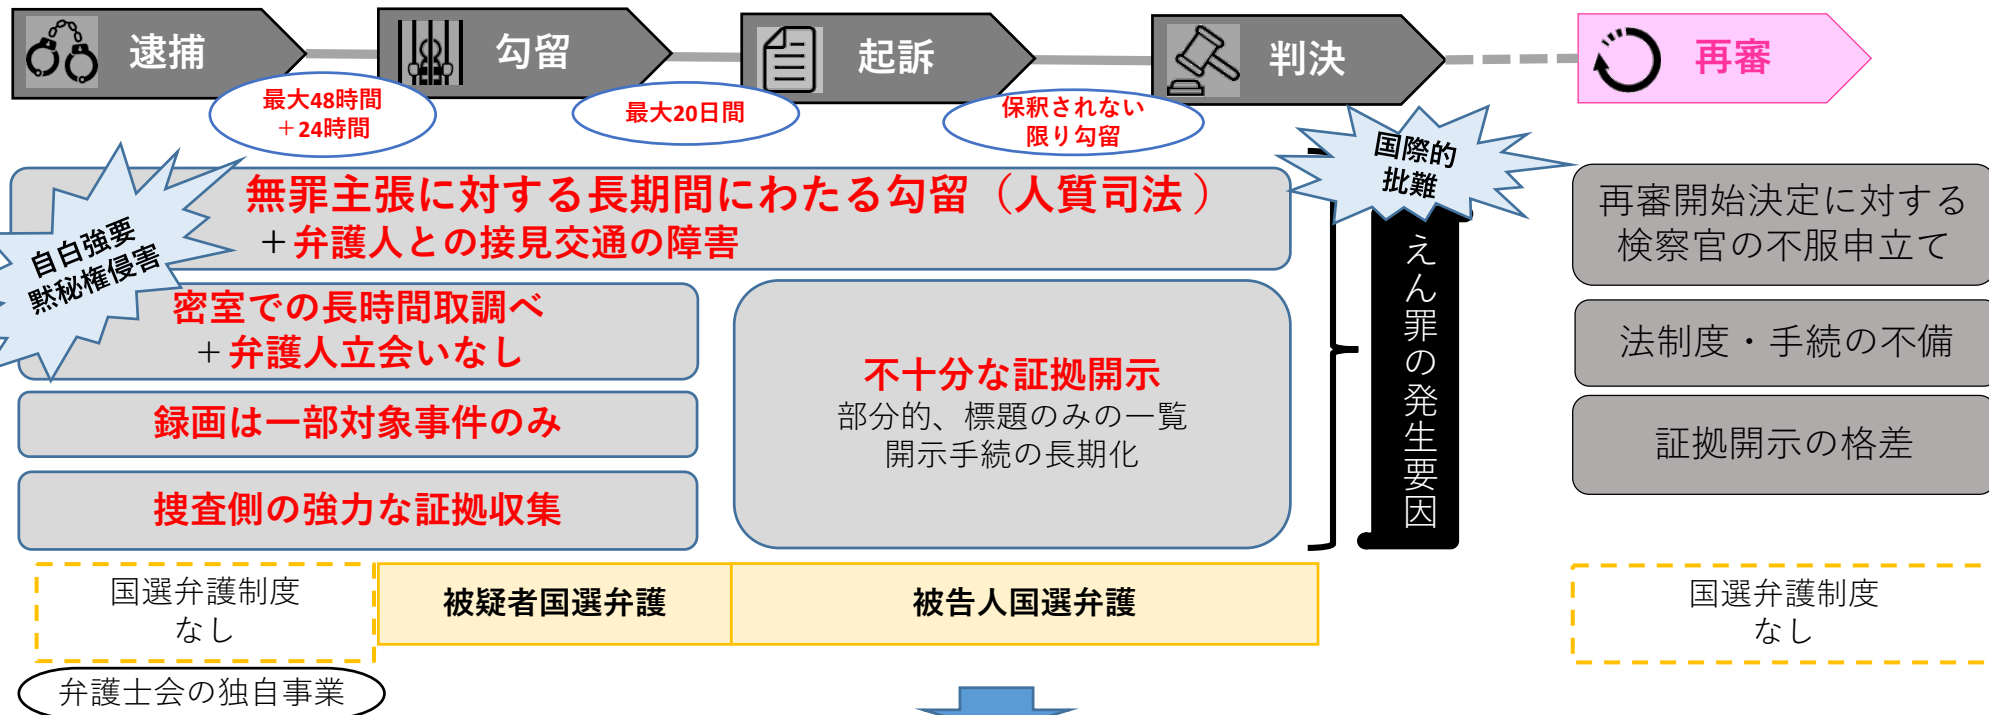 逮捕
勾留
起訴
判決
再審
最大48時間
+24時間
最大20日間
保釈されない
限り勾留
国際的
批難
無罪主張に対する長期間にわたる勾留（人質司法）
+弁護人との接見交通の障害
自白強要
黙秘権侵害
密室での長時間取調べ
+弁護人立会いなし
録画は一部対象事件のみ
捜査側の強力な証拠収集
不十分な証拠開示
部分的、標題のみの一覧
開示手続の長期化
えん罪の発生要因
再審開始決定に対する
検察官の不服申立て
法制度・手続の不備
証拠開示の格差
国選弁護制度
なし
被疑者国選弁護
被告人国選弁護
国選弁護制度
なし
弁護士会の独自事業